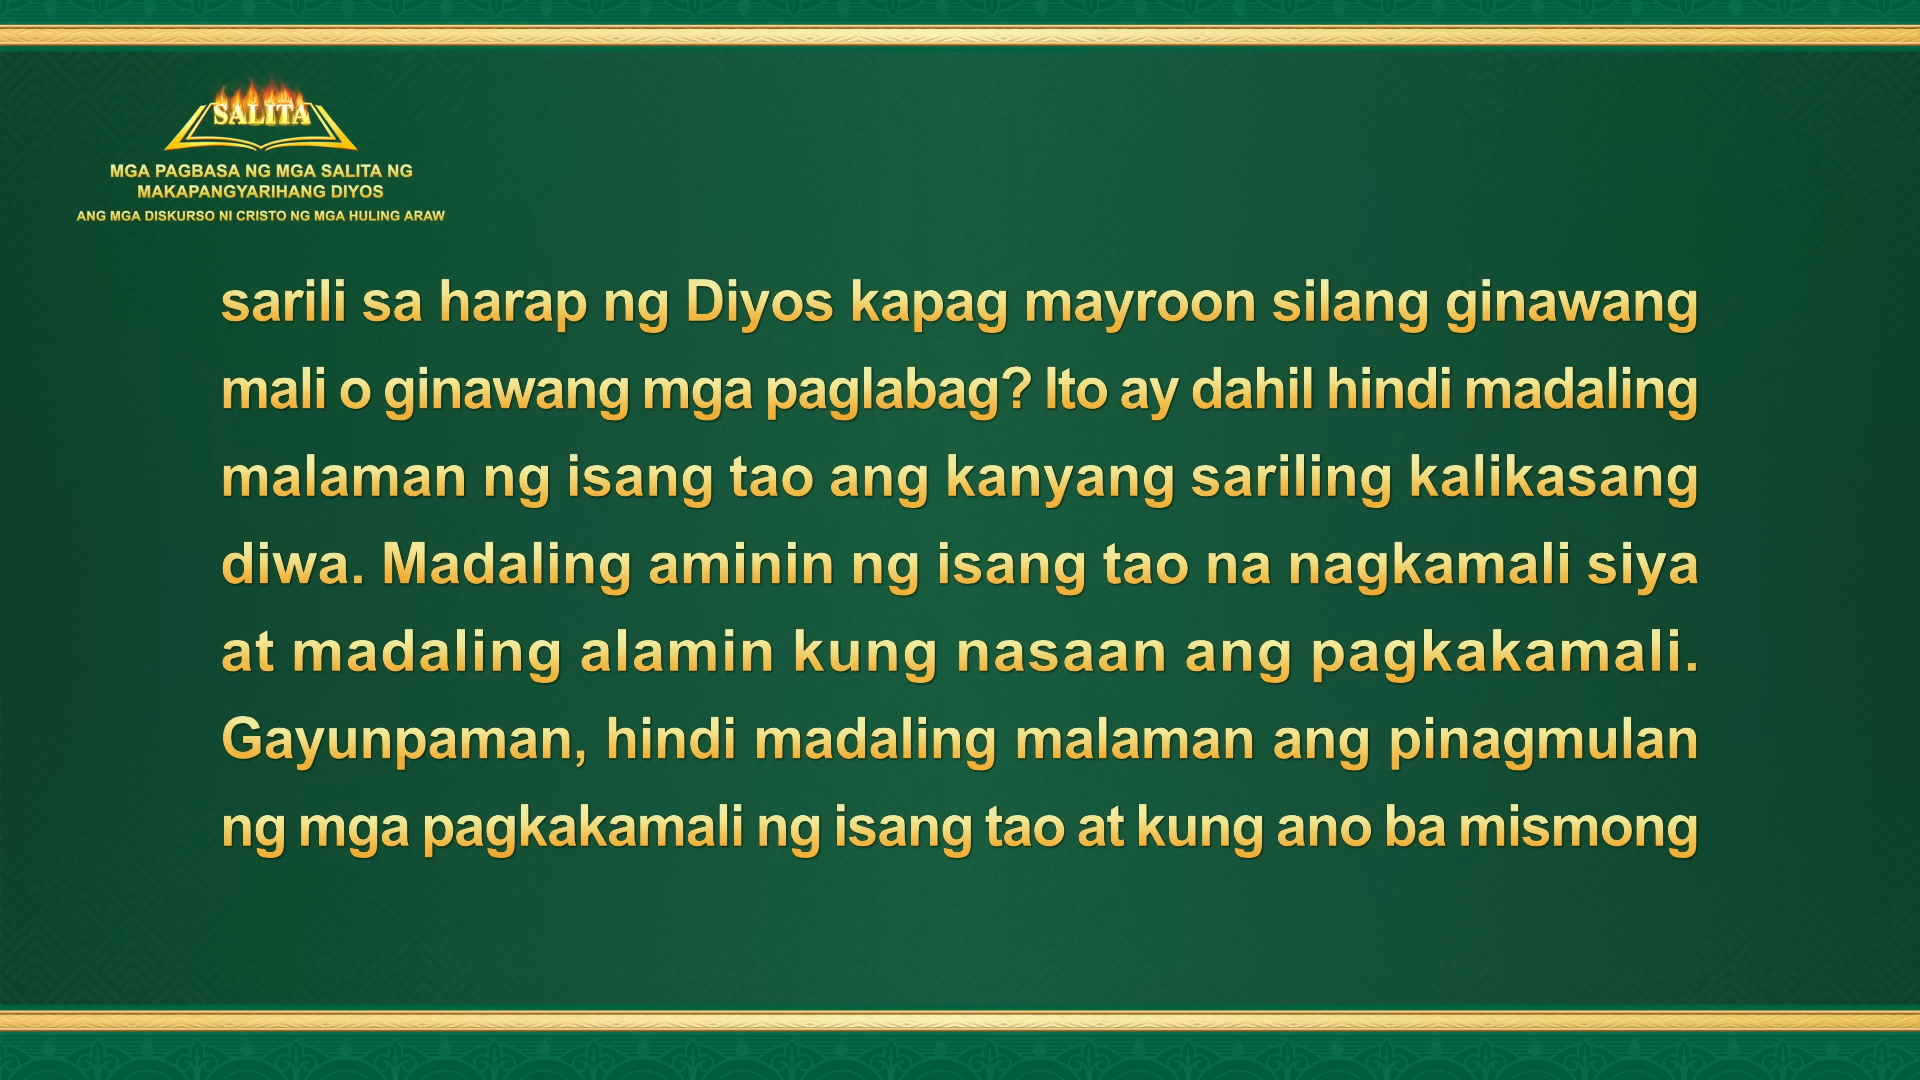 SALITA
MGA PAGBASA NG MGA SALITA NG
MAKAPANGYARIHANG DIYOS
ANG MGA DISKURSO NI CRISTO NG MGA HULING ARAW
sarili sa harap ng Diyos kapag mayroon silang ginawang
mali o ginawang mga paglabag? Ito ay dahil hindi madaling
malaman ng isang tao ang kanyang sariling kalikasang
diwa. Madaling aminin ng isang tao na nagkamali siya
at madaling alamin kung nasaan ang pagkakamali.
Gayunpaman, hindi madaling malaman ang pinagmulan
ng mga pagkakamali ng isang tao at kung ano ba mismong